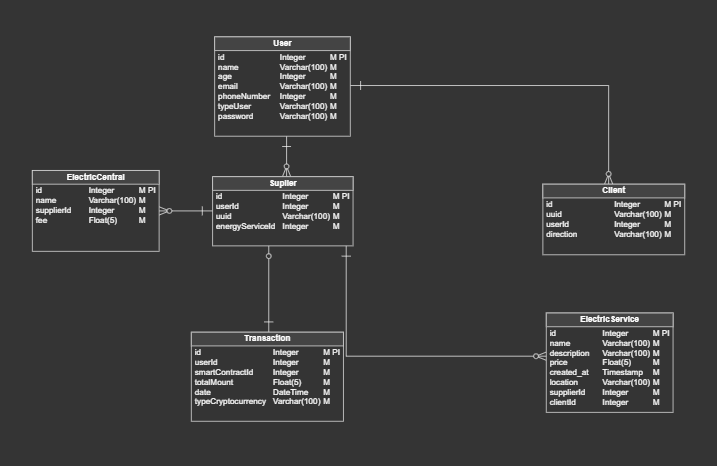 User
id Integer M PI
name Varchar(100) M
age Integer M
email Varchar(100) M
phoneNumber Integer M
typeUser Varchar(100) M
password Varchar(100) M
ElectricCentral
id Integer M PI
name Varchar(100) M
supplierId Integer M
fee Float(5) M
Suplier
id Integer M PI
userId Integer M
uuid Varchar(100) M
energyServiceId Integer M
Client
id Integer M PI
uuid Varchar(100) M
userId Integer M
direction Varchar(100) M
Transaction
id Integer M PI
userId Integer M
smartContractId Integer M
totalMount Float(5) M
date DateTime M
typeCryptocurrency Varchar(100) M
ElectricService
id Integer M PI
name Varchar(100) M
description Varchar(100) M
price Float(5) M
created_at Timestamp M
location Varchar(100) M
supplierId Integer M
clientId Integer M